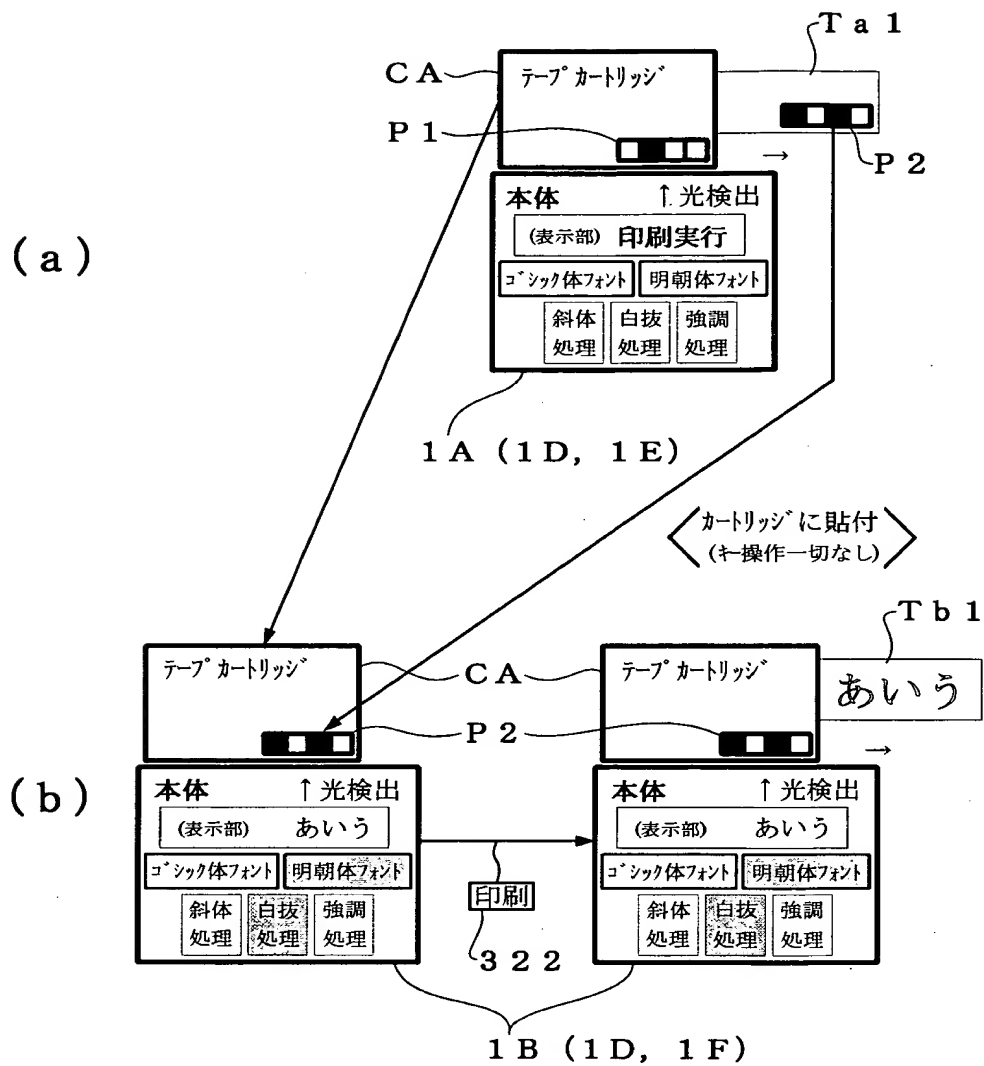 Ｔａ１
ＣＡ
テープカートリッジ
Ｐ１
→
Ｐ２
(ａ)
本体 ↑光検出
(表示部) 印刷実行
ゴシック体フォント 明朝体フォント
斜体 白抜 強調
処理 処理 処理
１Ａ (１Ｄ，１Ｅ)
カートリッジに貼付
(キー操作一切なし)
Ｔｂ１
テープカートリッジ ＣＡ テープカートリッジ あいう
Ｐ２
→
(ｂ)
本体 ↑光検出 本体 ↑光検出
(表示部) あいう (表示部) あいう
ゴシック体フォント 明朝体フォント ゴシック体フォント 明朝体フォント
印刷
斜体 白抜 強調 斜体 白抜 強調
処理 処理 処理 処理 処理 処理
３２２
１Ｂ (１Ｄ，１Ｆ)